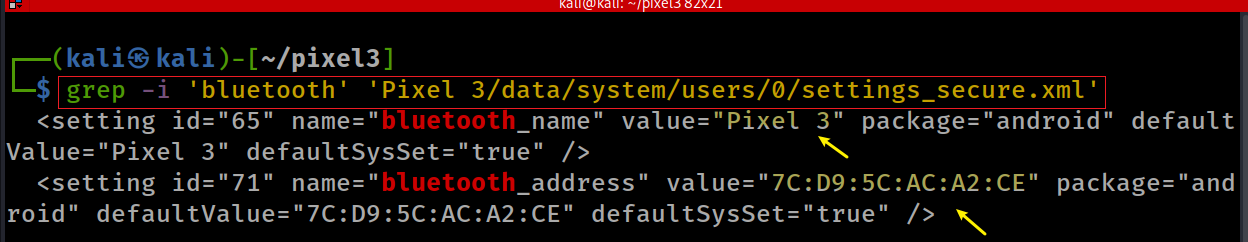 kali@kali: ~/pixel3 82x21
┌──(kali㉿kali)-[~/pixel3]
└─$ grep -i 'bluetooth' 'Pixel 3/data/system/users/0/settings_secure.xml'
  <setting id="65" name="bluetooth_name" value="Pixel 3" package="android" default
Value="Pixel 3" defaultSysSet="true" />
  <setting id="71" name="bluetooth_address" value="7C:D9:5C:AC:A2:CE" package="and
roid" defaultValue="7C:D9:5C:AC:A2:CE" defaultSysSet="true" />